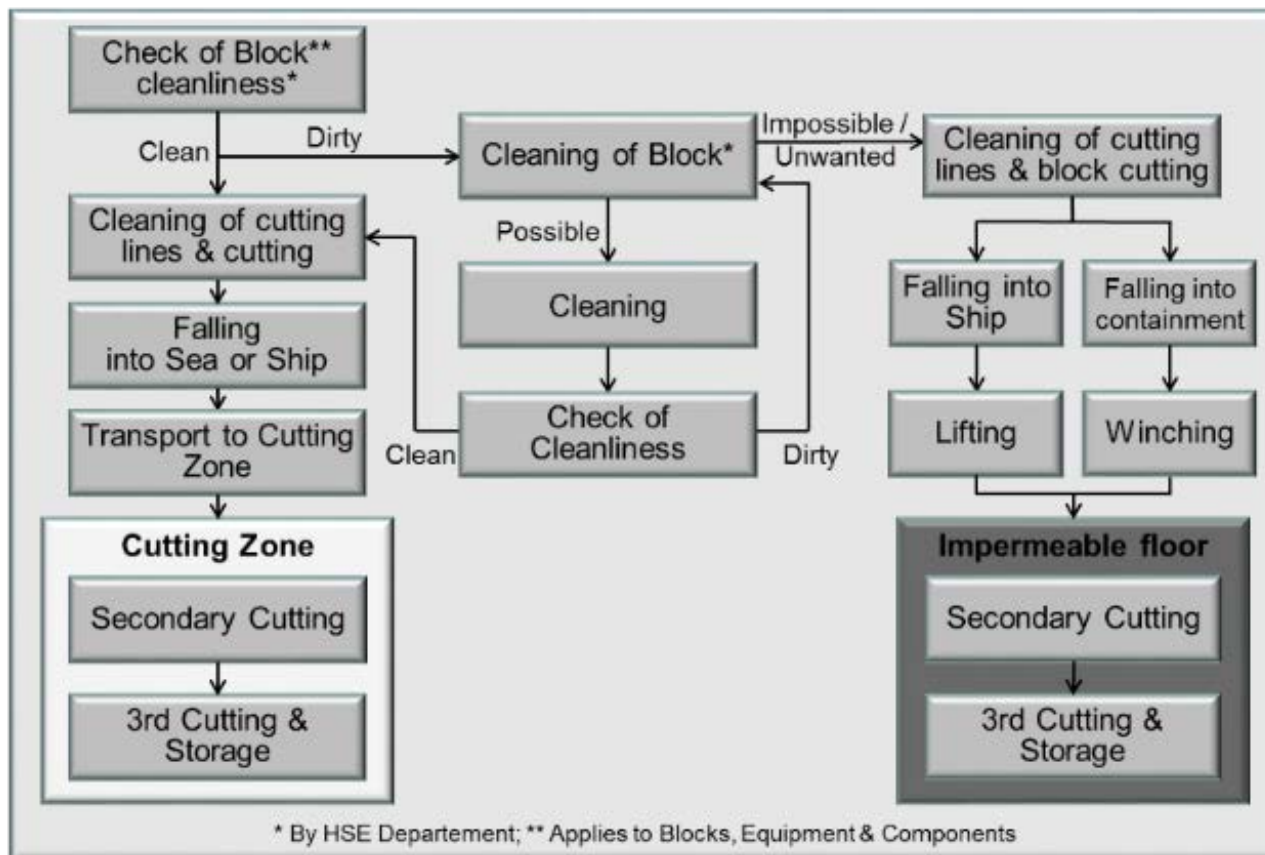 Check of Block**
cleanliness*
Clean
Dirty
Cleaning of Block*
Impossible /
Unwanted
Cleaning of cutting
lines & block cutting
Cleaning of cutting
lines & cutting
Possible
Cleaning
Falling into
Ship
Falling into
containment
Falling
into Sea or Ship
Check of
Cleanliness
Clean
Dirty
Lifting
Winching
Transport to Cutting
Zone
Cutting Zone
Secondary Cutting
3rd Cutting &
Storage
Impermeable floor
Secondary Cutting
3rd Cutting &
Storage
* By HSE Departement; ** Applies to Blocks, Equipment & Components